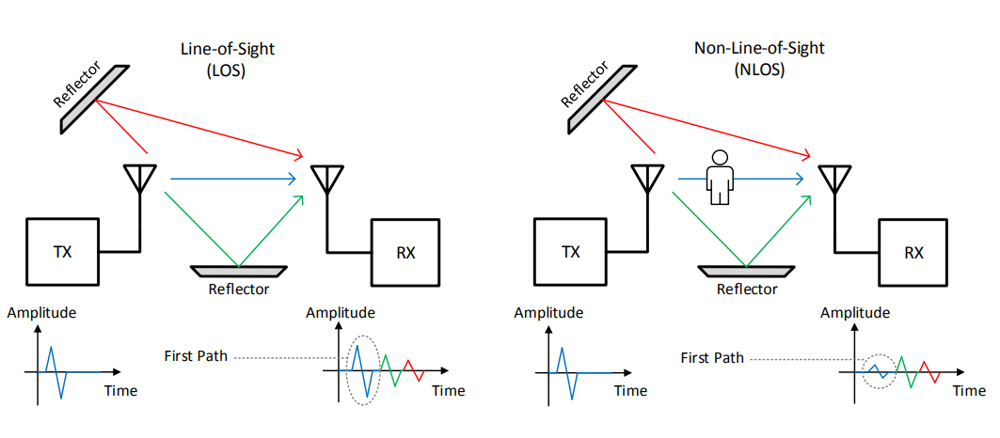 Line-of-Sight
(LOS)
Reflector
TX
RX
Reflector
Amplitude
Time
First Path
Amplitude
Time
Non-Line-of-Sight
(NLOS)
Reflector
TX
RX
Reflector
Amplitude
Time
First Path
Amplitude
Time